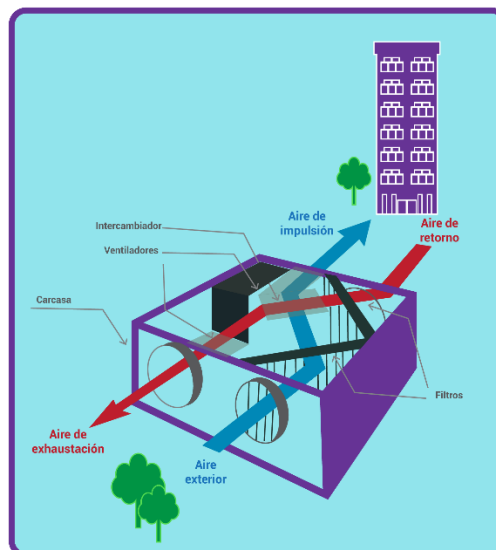 Aire de
impulsión
Aire de
retorno
Intercambiador
Ventiladores
Carcasa
Filtros
Aire de
exhaustación
Aire
exterior